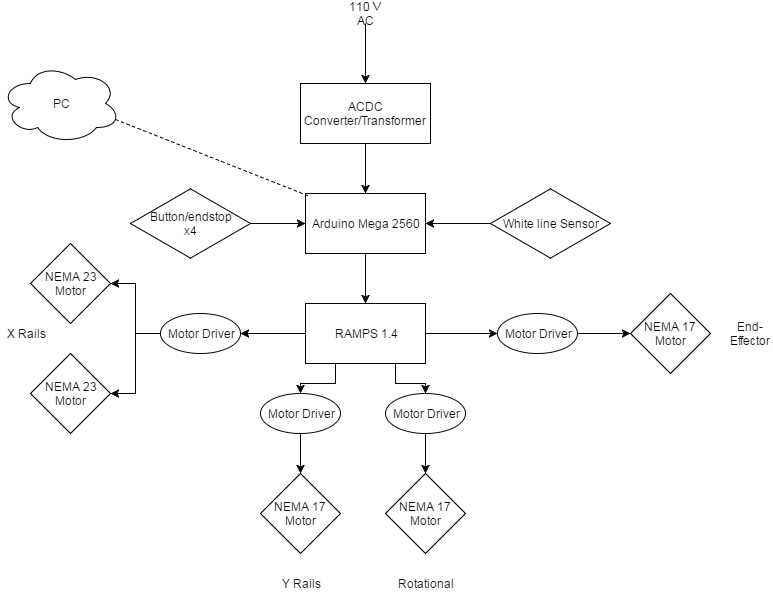 110 V
AC
PC
ACDC
Converter/Transformer
Button/endstop
x4
Arduino Mega 2560
White line Sensor
NEMA 23
Motor
X Rails
Motor Driver
RAMPS 1.4
Motor Driver
NEMA 17
Motor
End-
Effector
NEMA 23
Motor
Motor Driver
Motor Driver
NEMA 17
Motor
NEMA 17
Motor
Y Rails
Rotational